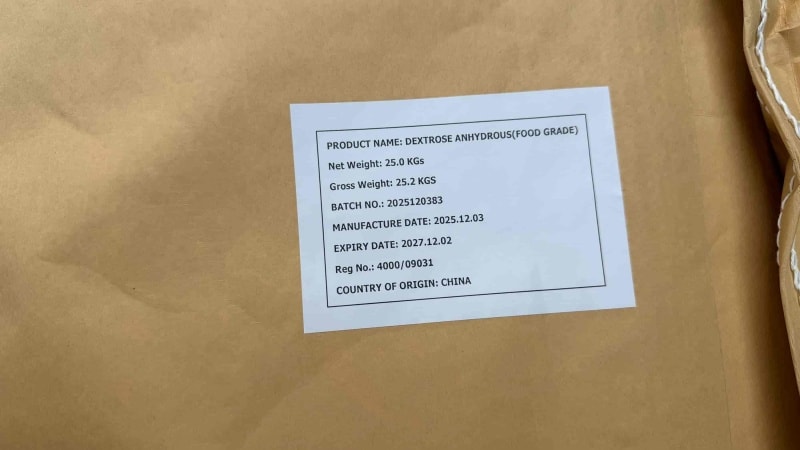 PRODUCT NAME: DEXTROSE ANHYDROUS(FOOD GRADE)
Net Weight: 25.0 KGs
Gross Weight: 25.2 KGS
BATCH NO.: 2025120383
MANUFACTURE DATE: 2025.12.03
EXPIRY DATE: 2027.12.02
Reg No.: 4000/09031
COUNTRY OF ORIGIN: CHINA